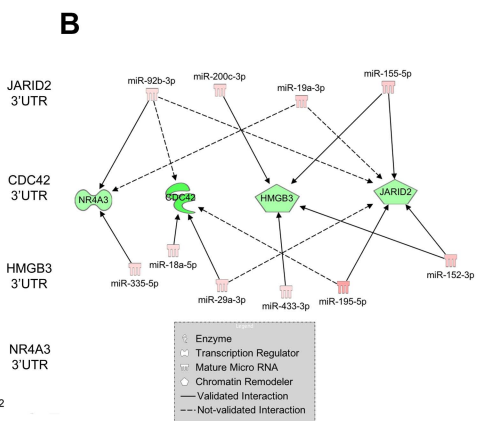 B
JARID2
3'UTR
miR-92b-3p
miR-200c-3p
miR-19a-3p
miR-155-5p
CDC42
3'UTR
NR4A3
CDC42
HMGB3
JARID2
HMGB3
3'UTR
miR-335-5p
miR-18a-5p
miR-29a-3p
miR-433-3p
miR-195-5p
miR-152-3p
NR4A3
3'UTR
Legend
Enzyme
Transcription Regulator
Mature Micro RNA
Chromatin Remodeler
Validated Interaction
Not-validated Interaction
2